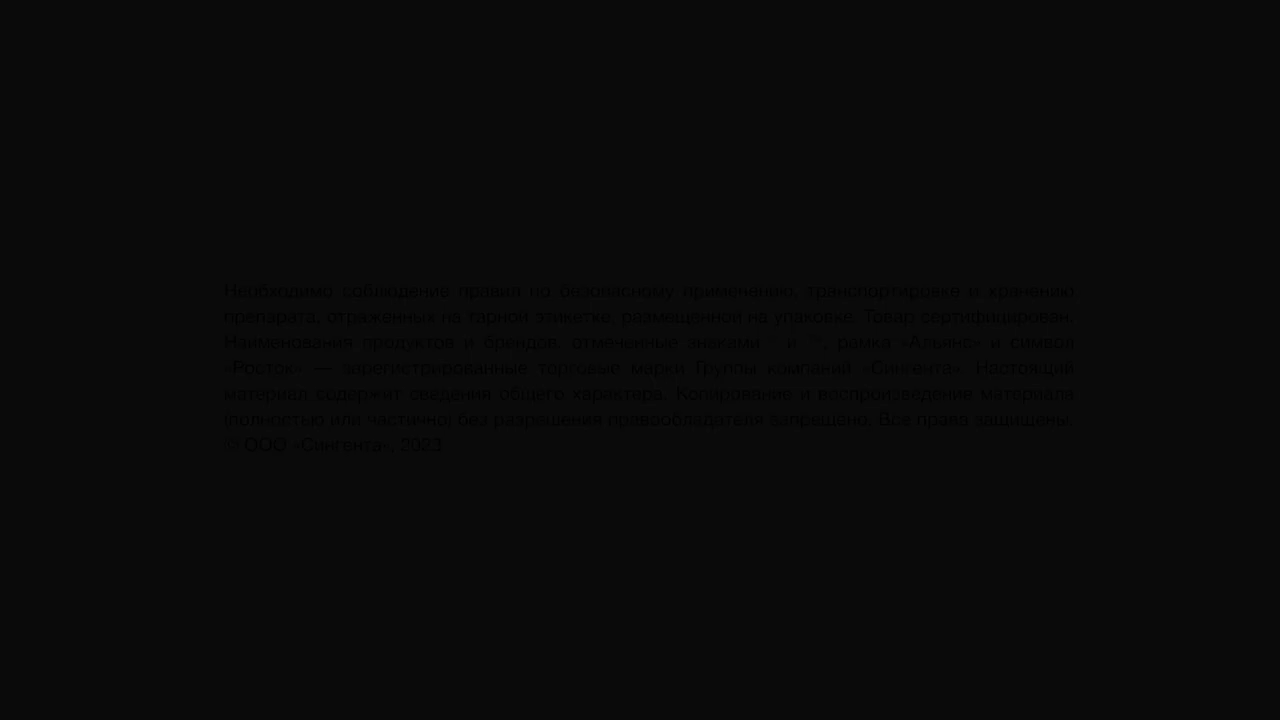 Необходимо соблюдение правил по безопасному применению, транспортировке и хранению
препарата, отраженных на тарной этикетке, размещенной на упаковке. Товар сертифицирован.
Наименования продуктов и брендов, отмеченные знаками ® и ™, рамка «Альянс» и символ
«Росток» — зарегистрированные торговые марки Группы компаний «Сингента». Настоящий
материал содержит сведения общего характера. Копирование и воспроизведение материала
(полностью или частично) без разрешения правообладателя запрещено. Все права защищены.
© ООО «Сингента», 2023